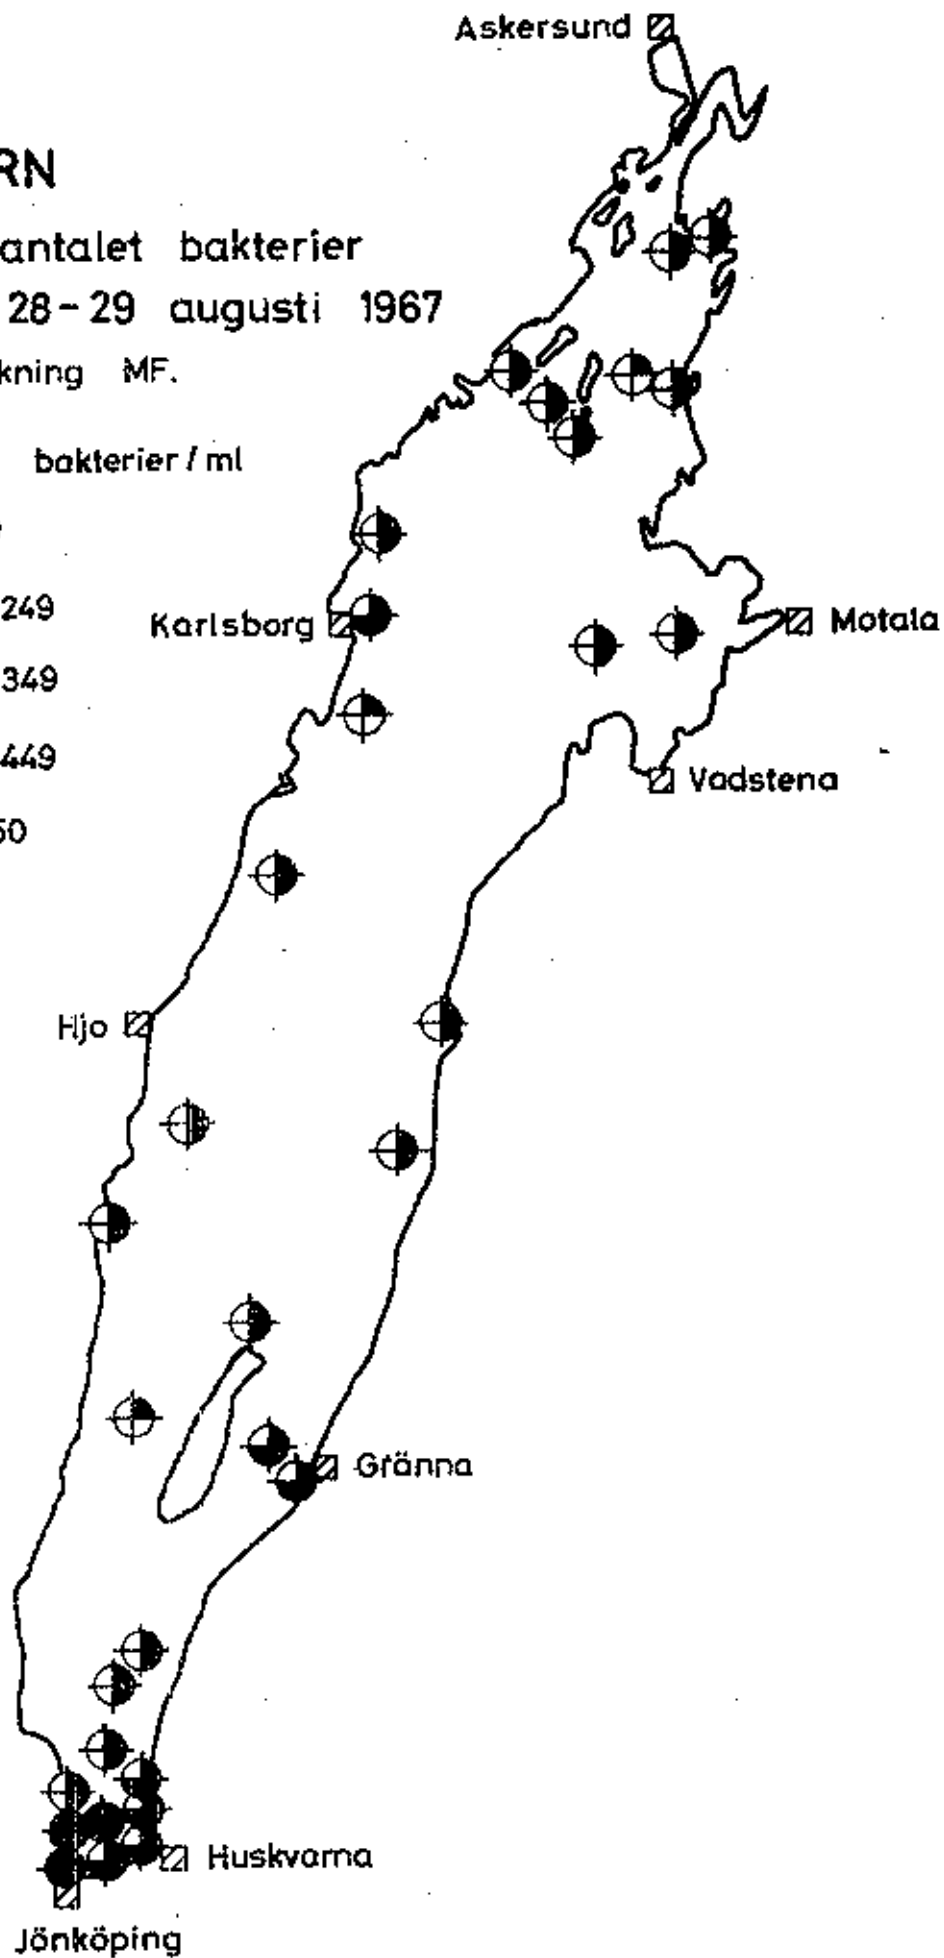 Askersund
RN
antalet bakterier
28-29 augusti 1967
kning MF.
bakterier / ml
249
Karlsborg
Motala
349
449
Vadstena
50
Hjo
Gränna
Huskvarna
Jönköping